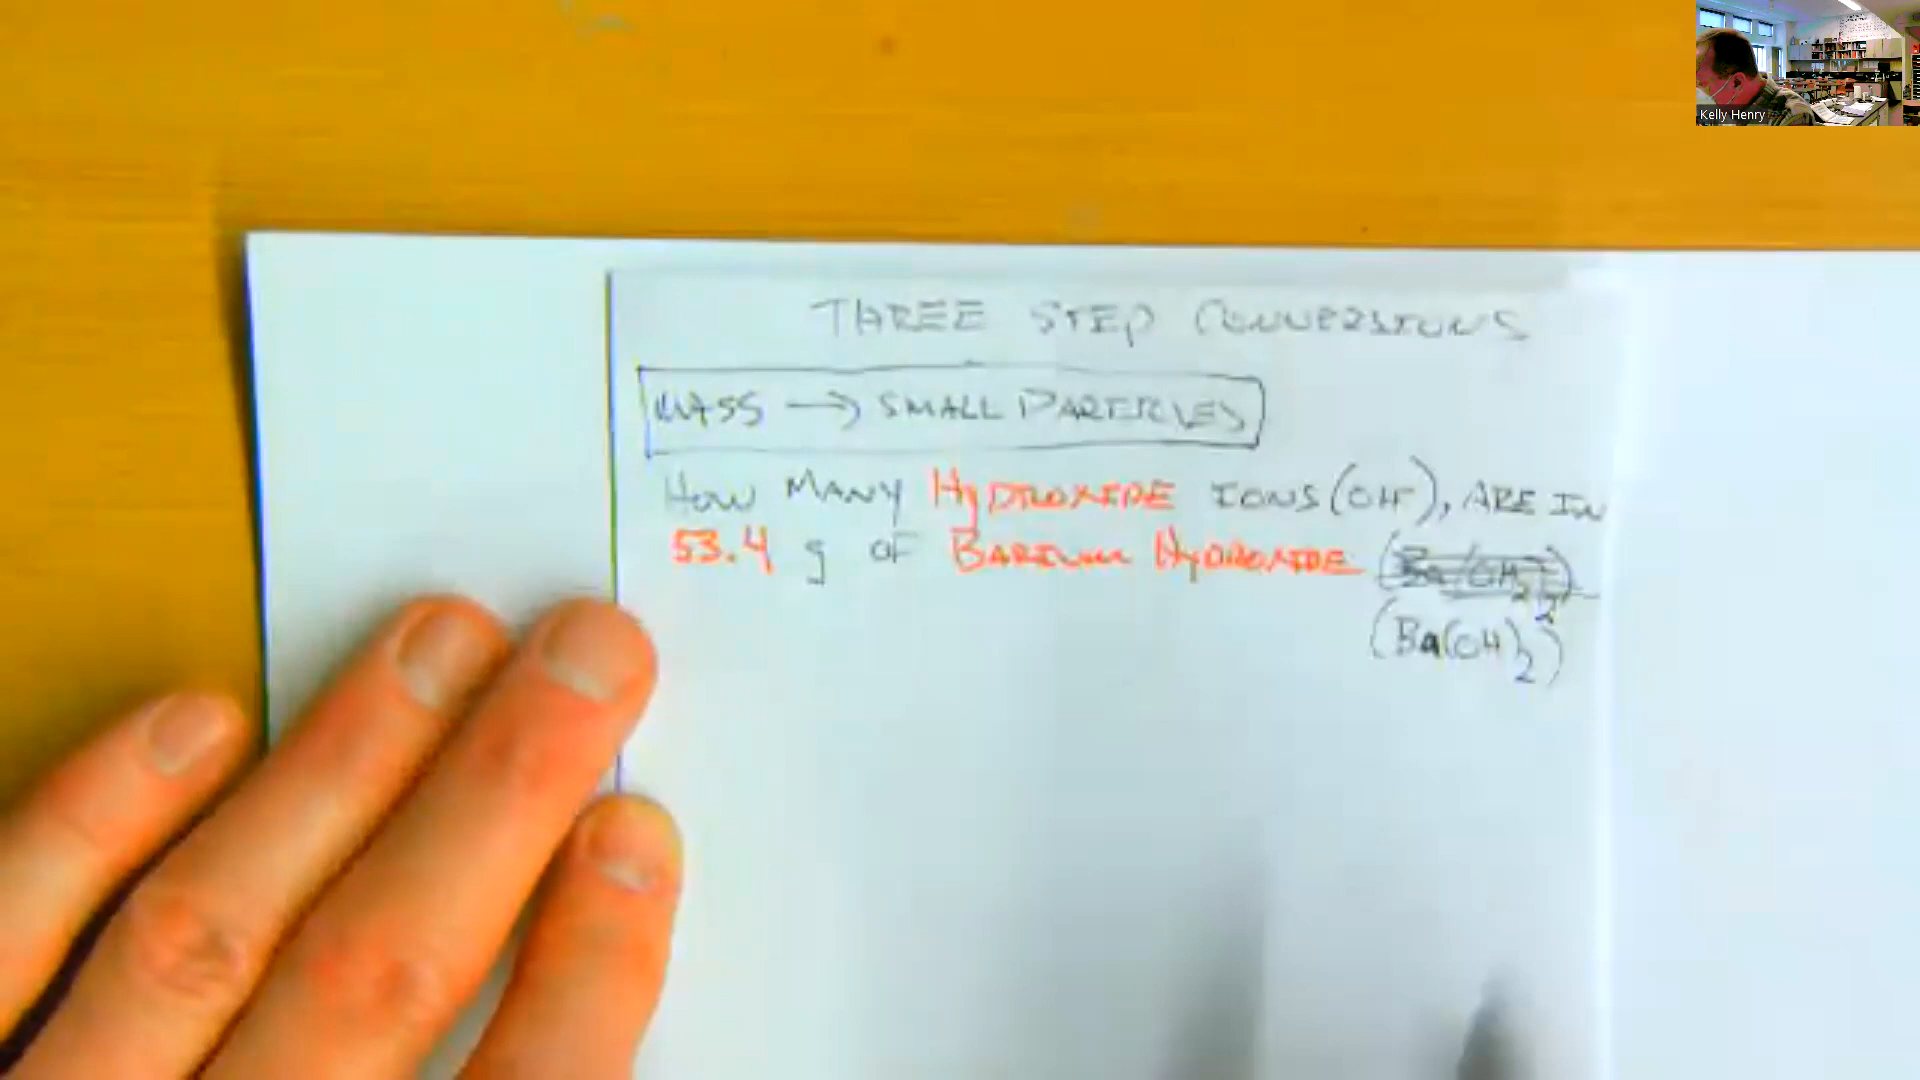 Kelly Henry
THREE STEP CONVERSIONS
MASS → SMALL PARTICLES
How MANY HyDROXIDE IONS (OH⁻), ARE IN
53.4 g of BARIUM HyDROXIDE
(Ba(OH)₂)